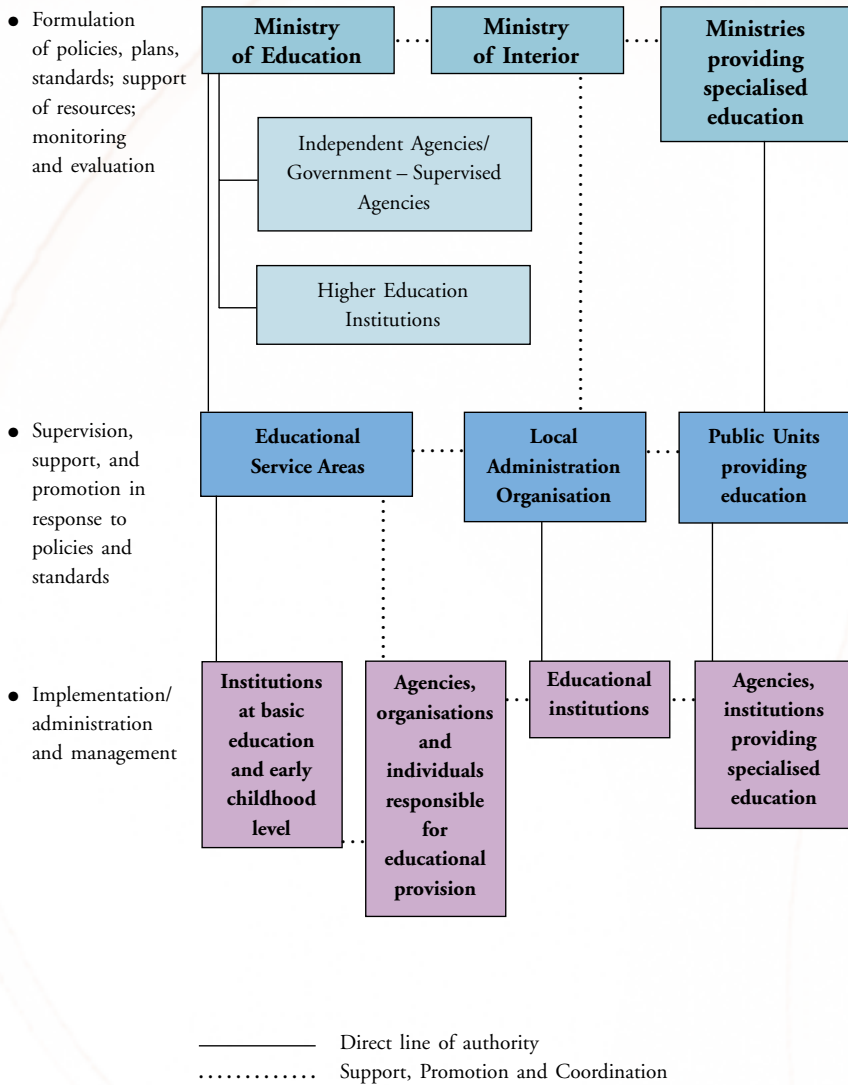 ● Formulation
of policies, plans,
standards; support
of resources;
monitoring
and evaluation
Ministry
of Education
Ministry
of Interior
Ministries
providing
specialised
education
Independent Agencies/
Government – Supervised
Agencies
Higher Education
Institutions
● Supervision,
support, and
promotion in
response to
policies and
standards
Educational
Service Areas
Local
Administration
Organisation
Public Units
providing
education
● Implementation/
administration
and management
Institutions
at basic
education
and early
childhood
level
Agencies,
organisations
and
individuals
responsible
for
educational
provision
Educational
institutions
Agencies,
institutions
providing
specialised
education
Direct line of authority
Support, Promotion and Coordination